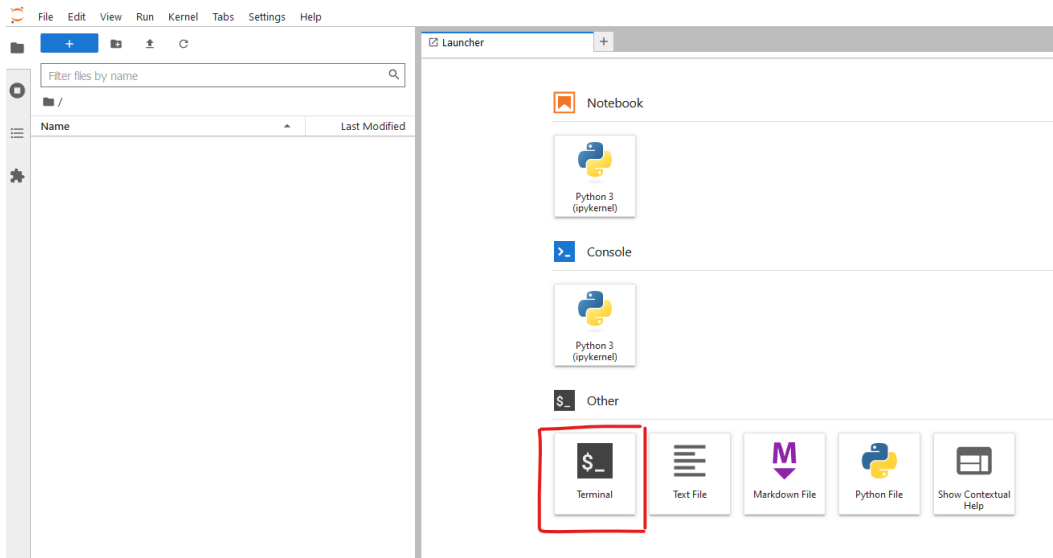 File Edit View Run Kernel Tabs Settings Help
+
Filter files by name
/
Name Last Modified
Launcher
+
Notebook
Python 3
(ipykernel)
>_ Console
Python 3
(ipykernel)
$_ Other
$_
Terminal
Text File
M
Markdown File
Python File
Show Contextual
Help